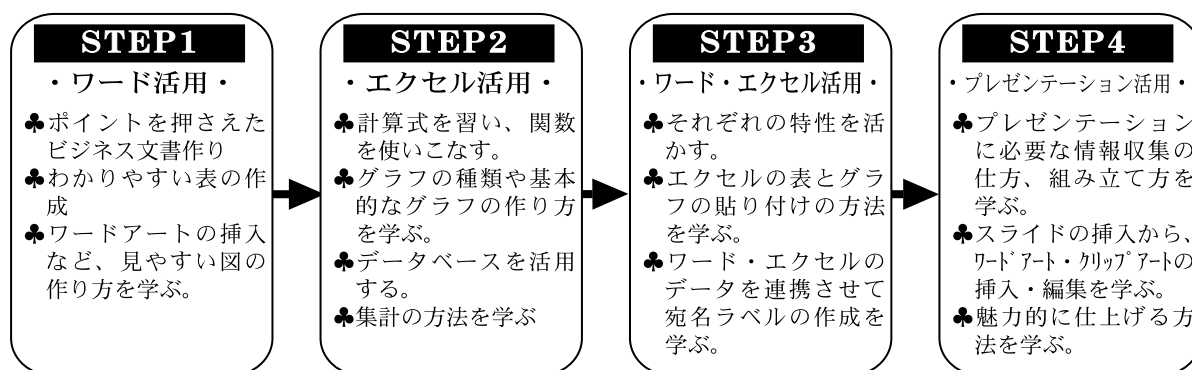 STEP1
・ワード活用・
♣ポイントを押さえた
ビジネス文書作り
♣わかりやすい表の作
成
♣ワードアートの挿入
など、見やすい図の
作り方を学ぶ。
STEP2
・エクセル活用・
♣計算式を習い、関数
を使いこなす。
♣グラフの種類や基本
的なグラフの作り方
を学ぶ。
♣データベースを活用
する。
♣集計の方法を学ぶ
STEP3
・ワード・エクセル活用・
♣それぞれの特性を活
かす。
♣エクセルの表とグラ
フの貼り付けの方法
を学ぶ。
♣ワード・エクセルの
データを連携させて
宛名ラベルの作成を
学ぶ。
STEP4
・プレゼンテーション活用・
♣プレゼンテーション
に必要な情報収集の
仕方、組み立て方を
学ぶ。
♣スライドの挿入から、
ﾜｰﾄﾞｱｰﾄ・ｸﾘｯﾌﾟｱｰﾄの
挿入・編集を学ぶ。
♣魅力的に仕上げる方
法を学ぶ。